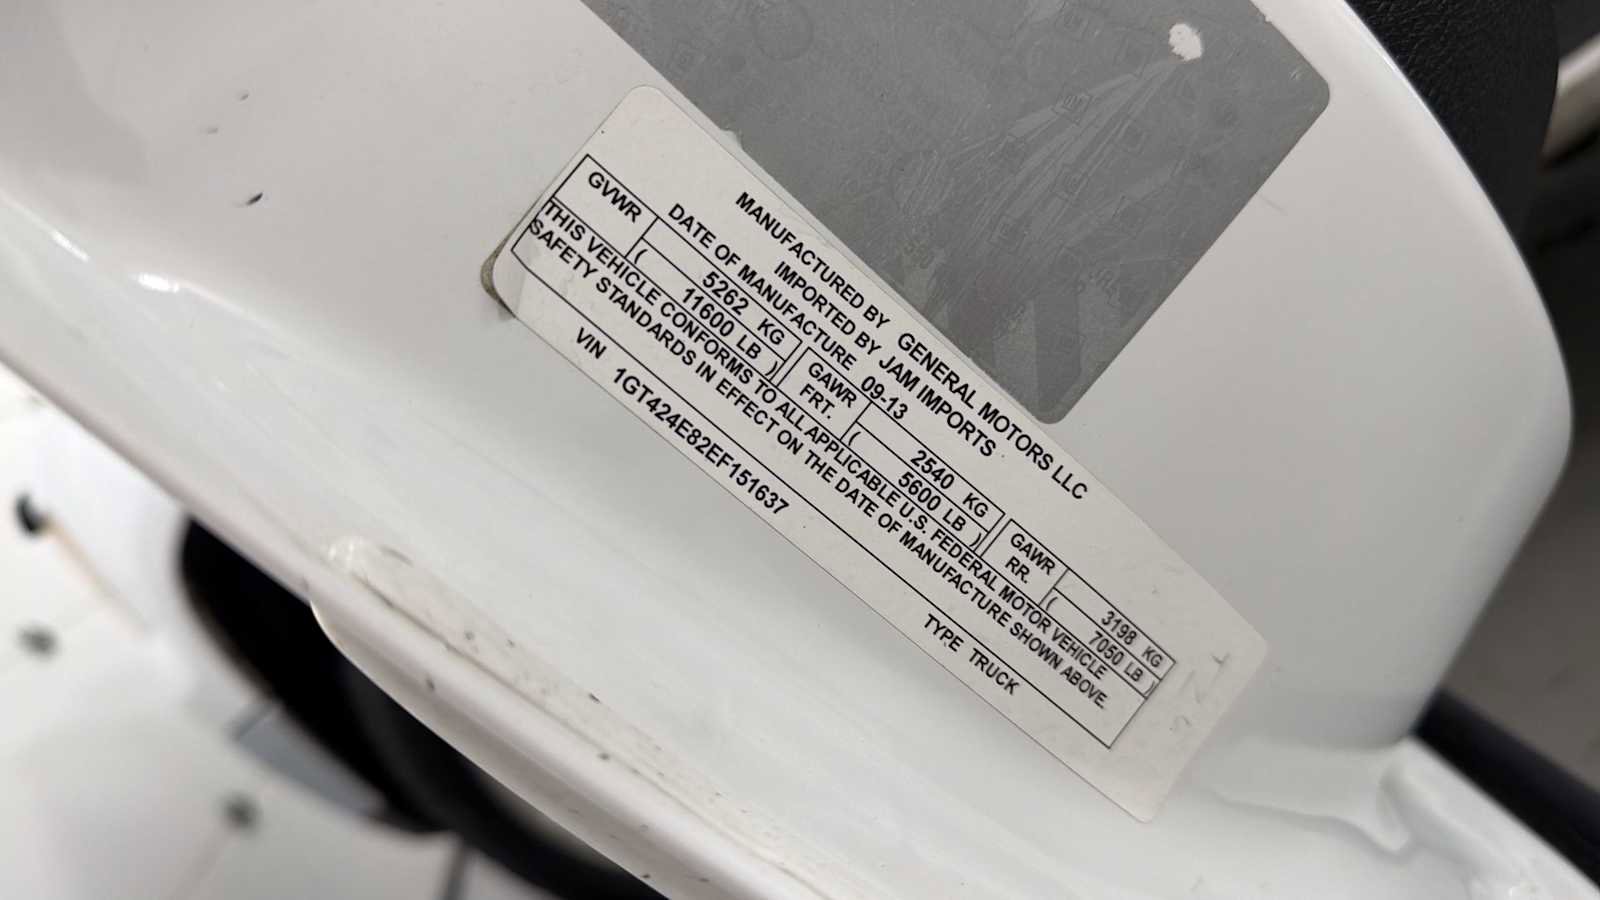 MANUFACTURED BY GENERAL MOTORS LLC
IMPORTED BY JAM IMPORTS
DATE OF MANUFACTURE 09-13
GVWR 5262 KG GAWR 2540 KG GAWR 3198 KG
( 11600 LB ) FRT. ( 5600 LB ) RR. ( 7050 LB )
THIS VEHICLE CONFORMS TO ALL APPLICABLE U.S. FEDERAL MOTOR VEHICLE
SAFETY STANDARDS IN EFFECT ON THE DATE OF MANUFACTURE SHOWN ABOVE.
VIN 1GT424E82EF151637 TYPE TRUCK